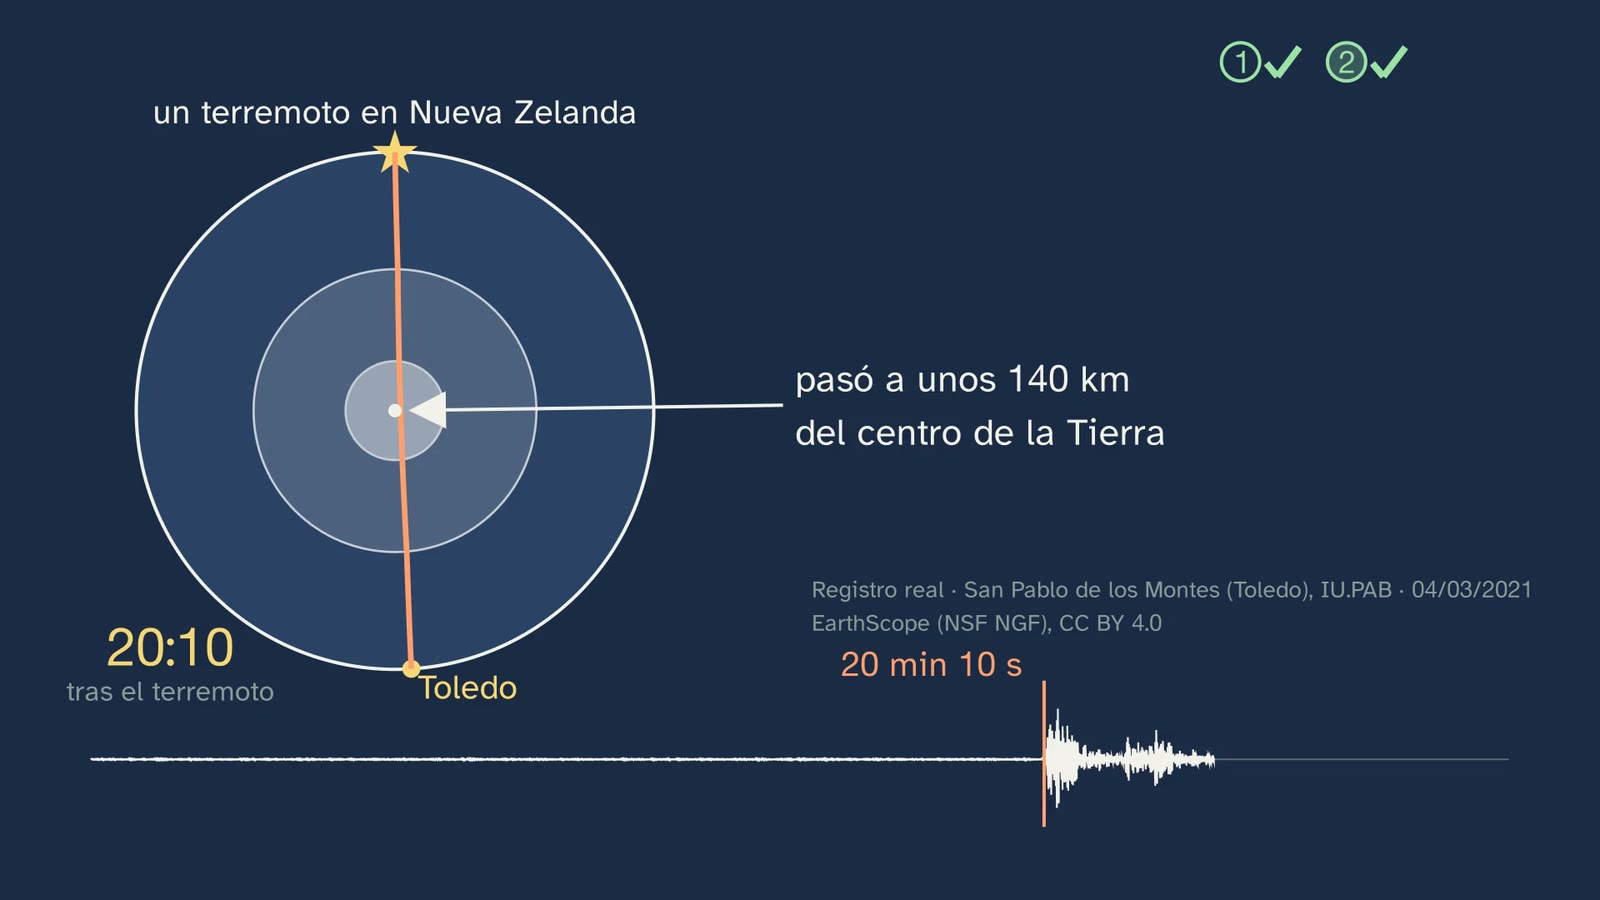 1 2
un terremoto en Nueva Zelanda
pasó a unos 140 km
del centro de la Tierra
Registro real · San Pablo de los Montes (Toledo), IU.PAB · 04/03/2021
EarthScope (NSF NGF), CC BY 4.0
20:10
tras el terremoto
Toledo
20 min 10 s